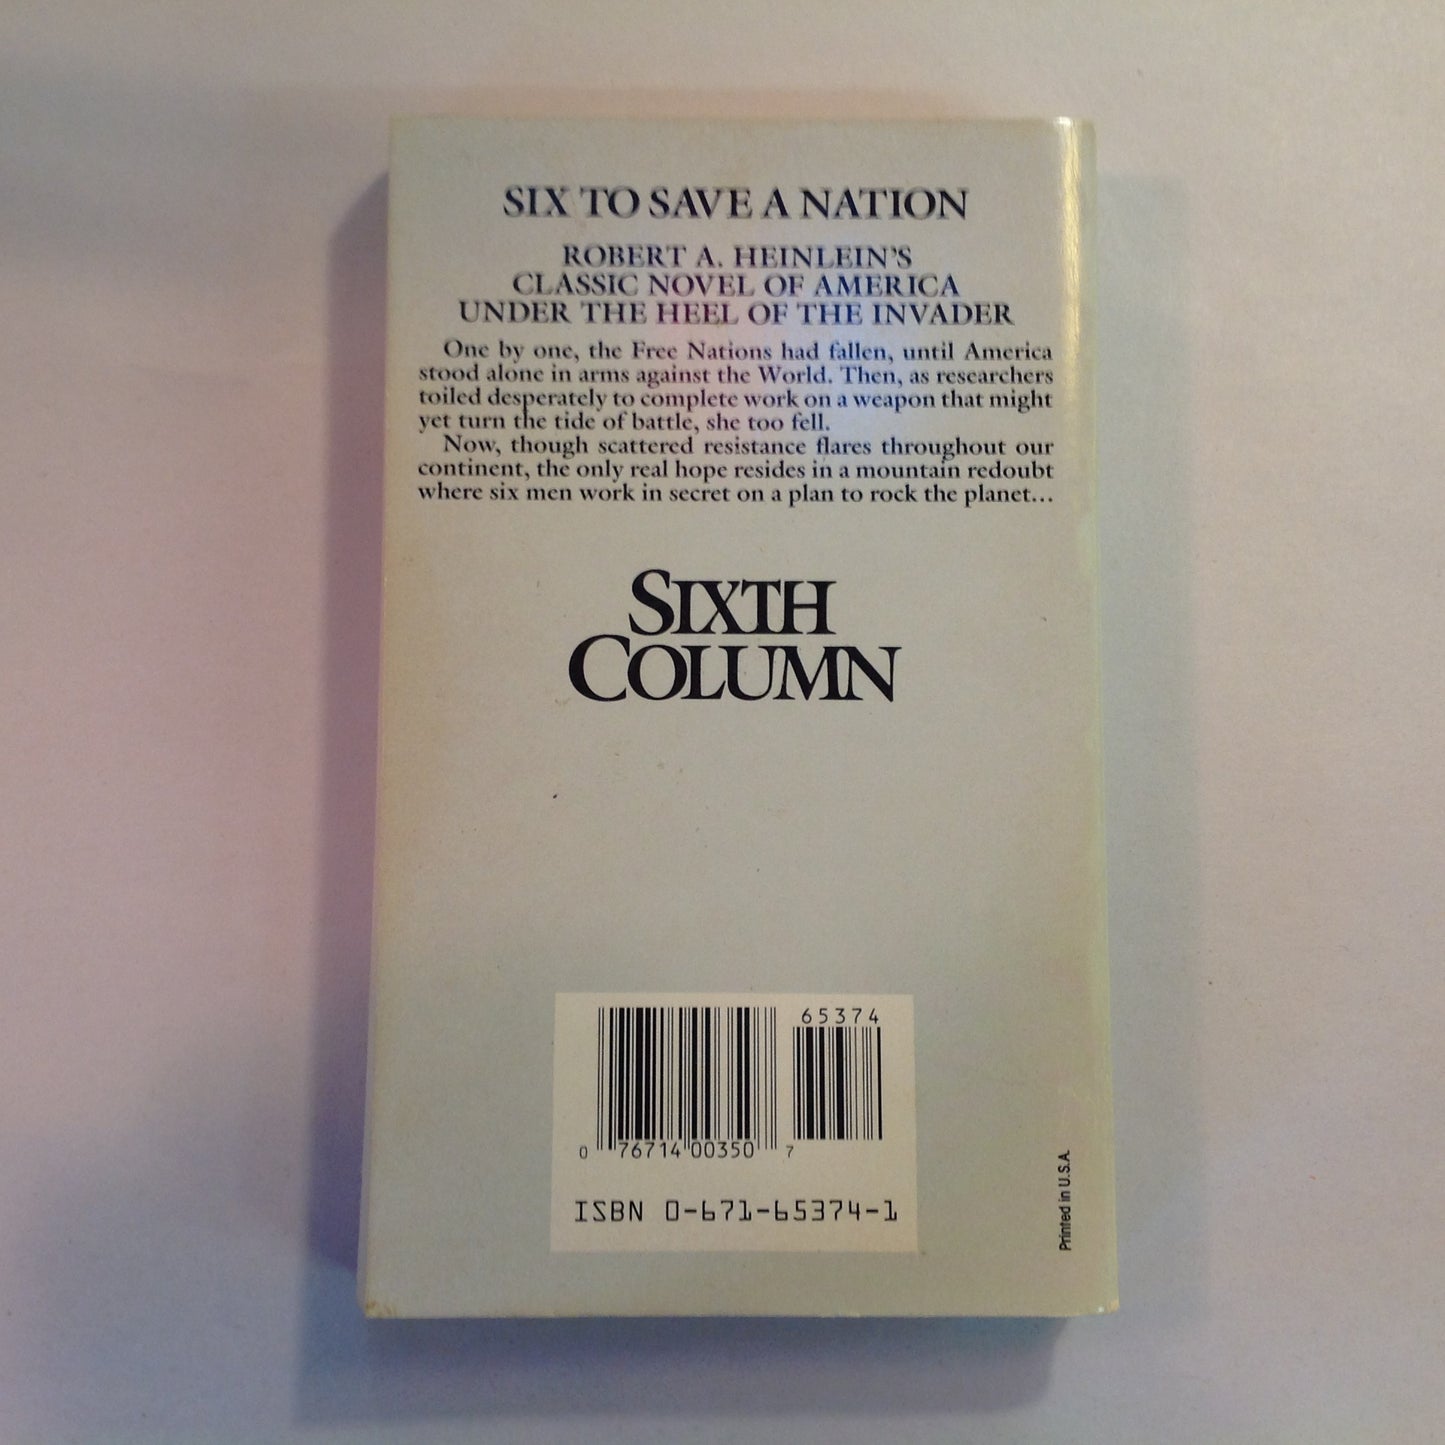 SIX TO SAVE A NATION
ROBERT A. HEINLEIN'S
CLASSIC NOVEL OF AMERICA
UNDER THE HEEL OF THE INVADER
One by one, the Free Nations had fallen, until America
stood alone in arms against the World. Then, as researchers
toiled desperately to complete work on a weapon that might
yet turn the tide of battle, she too fell.
Now, though scattered resistance flares throughout our
continent, the only real hope resides in a mountain redoubt
where six men work in secret on a plan to rock the planet...
SIXTH
COLUMN
65374
0 76714 00350 7
ISBN 0-671-65374-1
Printed in U.S.A.